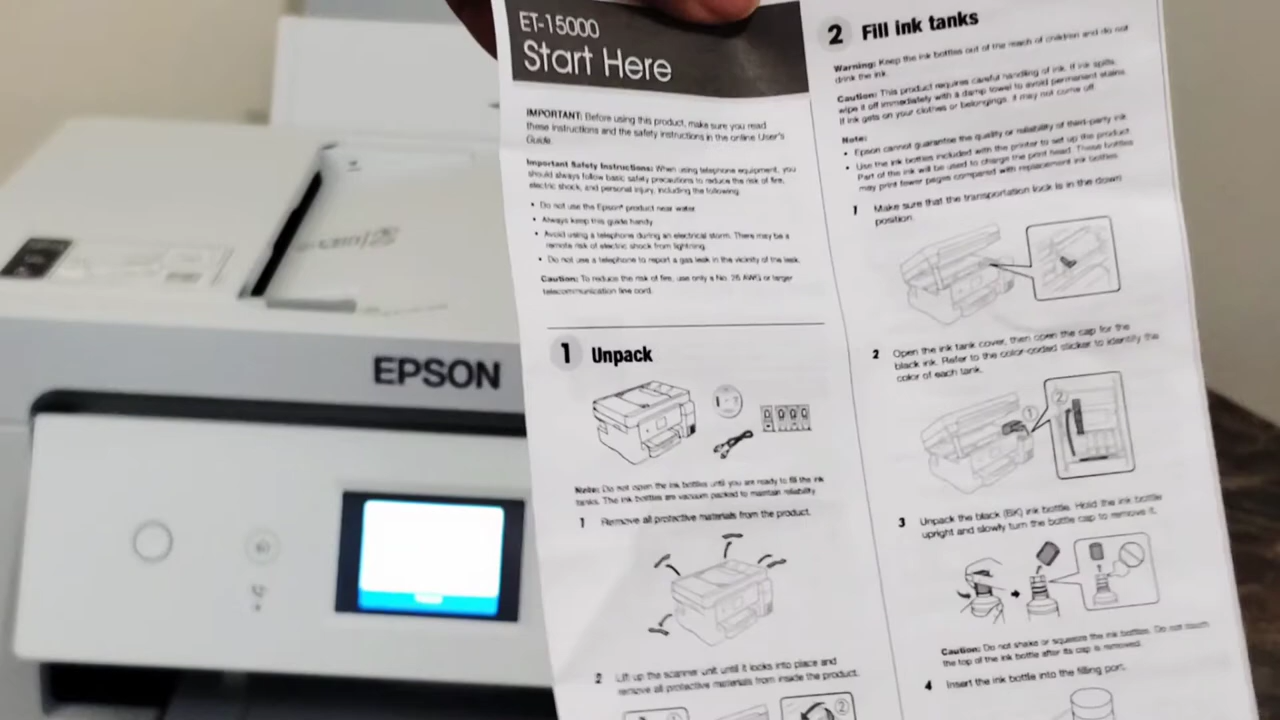 ET-15000
Start Here
IMPORTANT: Before using this product, make sure you read
these instructions and the safety instructions in the online User's
Guide.
Important Safety Instructions: When using telephone equipment, you
should always follow basic safety precautions to reduce the risk of fire,
electric shock, and personal injury, including the following:
• Do not use the Epson® product near water.
• Always keep this guide handy.
• Avoid using a telephone during an electrical storm. There may be a
remote risk of electric shock from lightning.
• Do not use a telephone to report a gas leak in the vicinity of the leak.
Caution: To reduce the risk of fire, use only a No. 26 AWG or larger
telecommunication line cord.
1 Unpack
Note: Do not open the ink bottles until you are ready to fill the ink
tanks. The ink bottles are vacuum packed to maintain reliability.
1 Remove all protective materials from the product.
2 Lift up the scanner unit until it locks into place and
remove all protective materials from inside the product.
①
②
2 Fill ink tanks
Warning: Keep the ink bottles out of the reach of children and do not
drink the ink.
Caution: This product requires careful handling of ink. If ink spills,
wipe it off immediately with a damp towel to avoid permanent stains.
If ink gets on your clothes or belongings, it may not come off.
Note:
• Epson cannot guarantee the quality or reliability of third-party ink.
• Use the ink bottles included with the printer to set up the product.
Part of the ink will be used to charge the print head. These bottles
may print fewer pages compared with replacement ink bottles.
1 Make sure that the transportation lock is in the down
position.
2 Open the ink tank cover, then open the cap for the
black ink. Refer to the color-coded sticker to identify the
color of each tank.
①
②
3 Unpack the black (BK) ink bottle. Hold the ink bottle
upright and slowly turn the bottle cap to remove it.
Caution: Do not shake or squeeze the ink bottles. Do not touch
the top of the ink bottle after its cap is removed.
4 Insert the ink bottle into the filling port.
EPSON